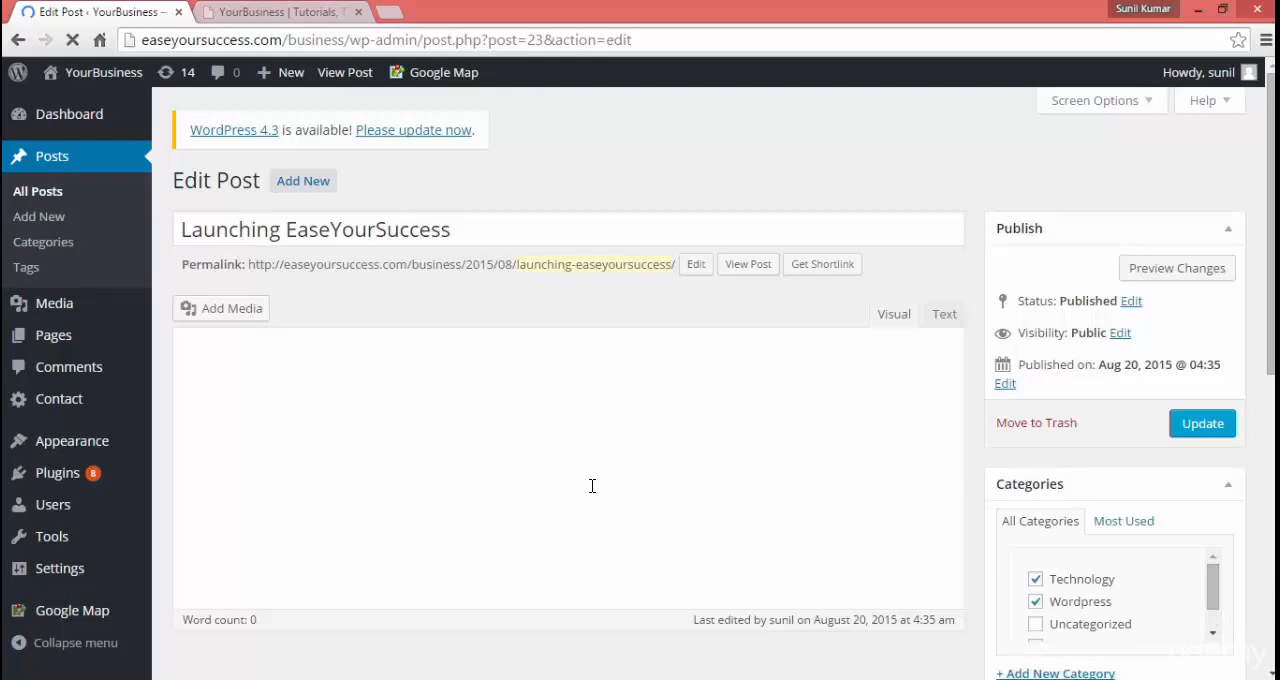 Edit Post ‹ YourBusiness —
YourBusiness | Tutorials, T
Sunil Kumar
easeyoursuccess.com/business/wp-admin/post.php?post=23&action=edit
YourBusiness 14 0 New View Post Google Map Howdy, sunil
Screen Options Help
Dashboard
Posts
All Posts
Add New
Categories
Tags
Media
Pages
Comments
Contact
Appearance
Plugins 8
Users
Tools
Settings
Google Map
Collapse menu
WordPress 4.3 is available! Please update now.
Edit Post Add New
Launching EaseYourSuccess
Permalink: http://easeyoursuccess.com/business/2015/08/launching-easeyoursuccess/ Edit View Post Get Shortlink
Add Media
Visual Text
Word count: 0
Last edited by sunil on August 20, 2015 at 4:35 am
Publish
Preview Changes
Status: Published Edit
Visibility: Public Edit
Published on: Aug 20, 2015 @ 04:35
Edit
Move to Trash Update
Categories
All Categories Most Used
Technology
Wordpress
Uncategorized
+ Add New Category
udemy